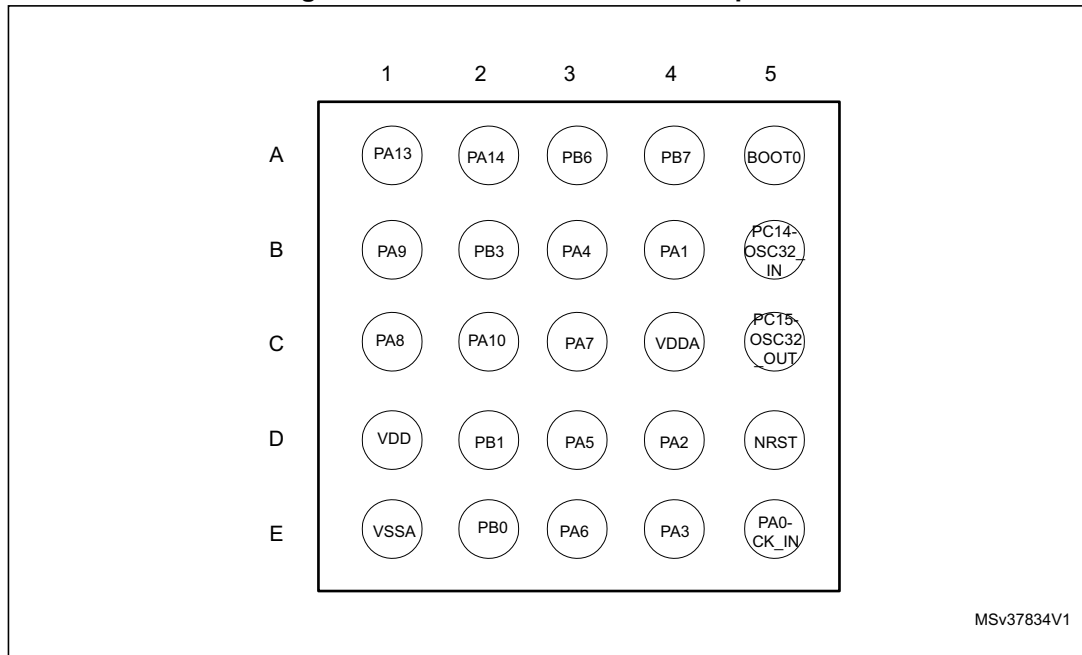 1 2 3 4 5
A PA13 PA14 PB6 PB7 BOOT0
B PA9 PB3 PA4 PA1 PC14-
OSC32_
IN
C PA8 PA10 PA7 VDDA PC15-
OSC32
_OUT
D VDD PB1 PA5 PA2 NRST
E VSSA PB0 PA6 PA3 PA0-
CK_IN
MSv37834V1